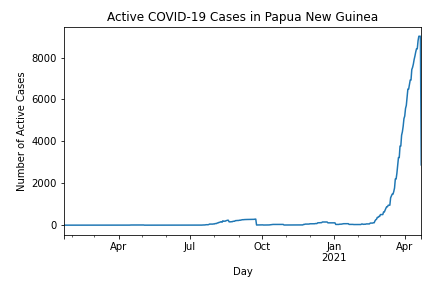 Active COVID-19 Cases in Papua New Guinea
Number of Active Cases
8000
6000
4000
2000
0
Apr Jul Oct Jan Apr
2021
Day